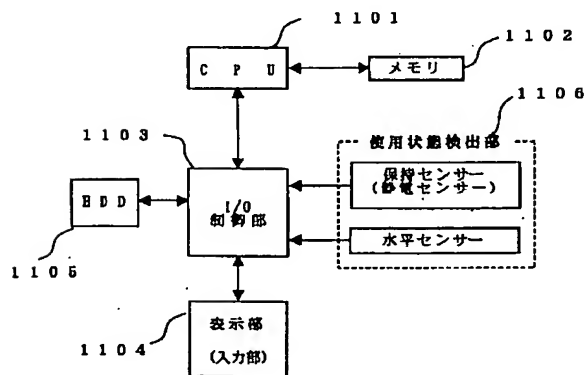 1101
CPU
1102
メモリ
1106
1103
使用状態検出部
保持センサー
(静電センサー)
HDD
I/O
制御部
水平センサー
1105
1104
表示部
(入力部)